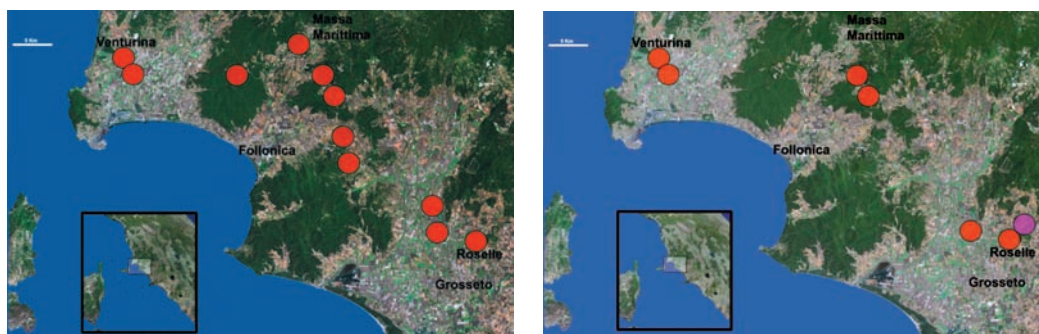 Massa
Marittima
Venturina
Follonica
Roselle
Grosseto
Massa
Marittima
Venturina
Follonica
Roselle
Grosseto